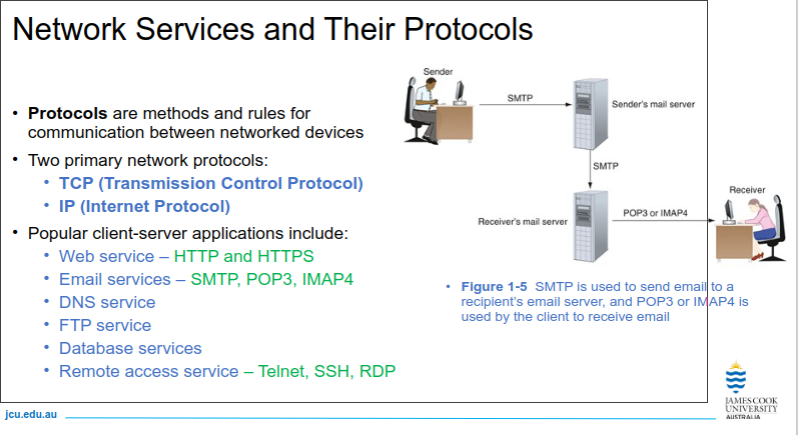 Network Services and Their Protocols
• Protocols are methods and rules for
communication between networked devices
• Two primary network protocols:
• TCP (Transmission Control Protocol)
• IP (Internet Protocol)
• Popular client-server applications include:
• Web service – HTTP and HTTPS
• Email services – SMTP, POP3, IMAP4
• DNS service
• FTP service
• Database services
• Remote access service – Telnet, SSH, RDP
Sender
SMTP
Sender's mail server
SMTP
Receiver's mail server
POP3 or IMAP4
Receiver
• Figure 1-5 SMTP is used to send email to a
recipient's email server, and POP3 or IMAP4 is
used by the client to receive email
jcu.edu.au
JAMES COOK
UNIVERSITY
AUSTRALIA